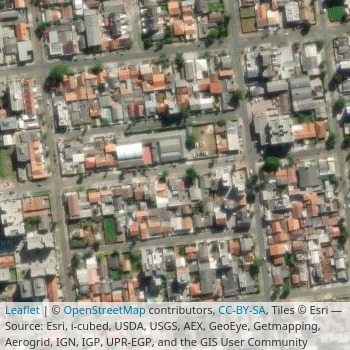 Leaflet | © OpenStreetMap contributors, CC-BY-SA, Tiles © Esri —
Source: Esri, i-cubed, USDA, USGS, AEX, GeoEye, Getmapping,
Aerogrid, IGN, IGP, UPR-EGP, and the GIS User Community